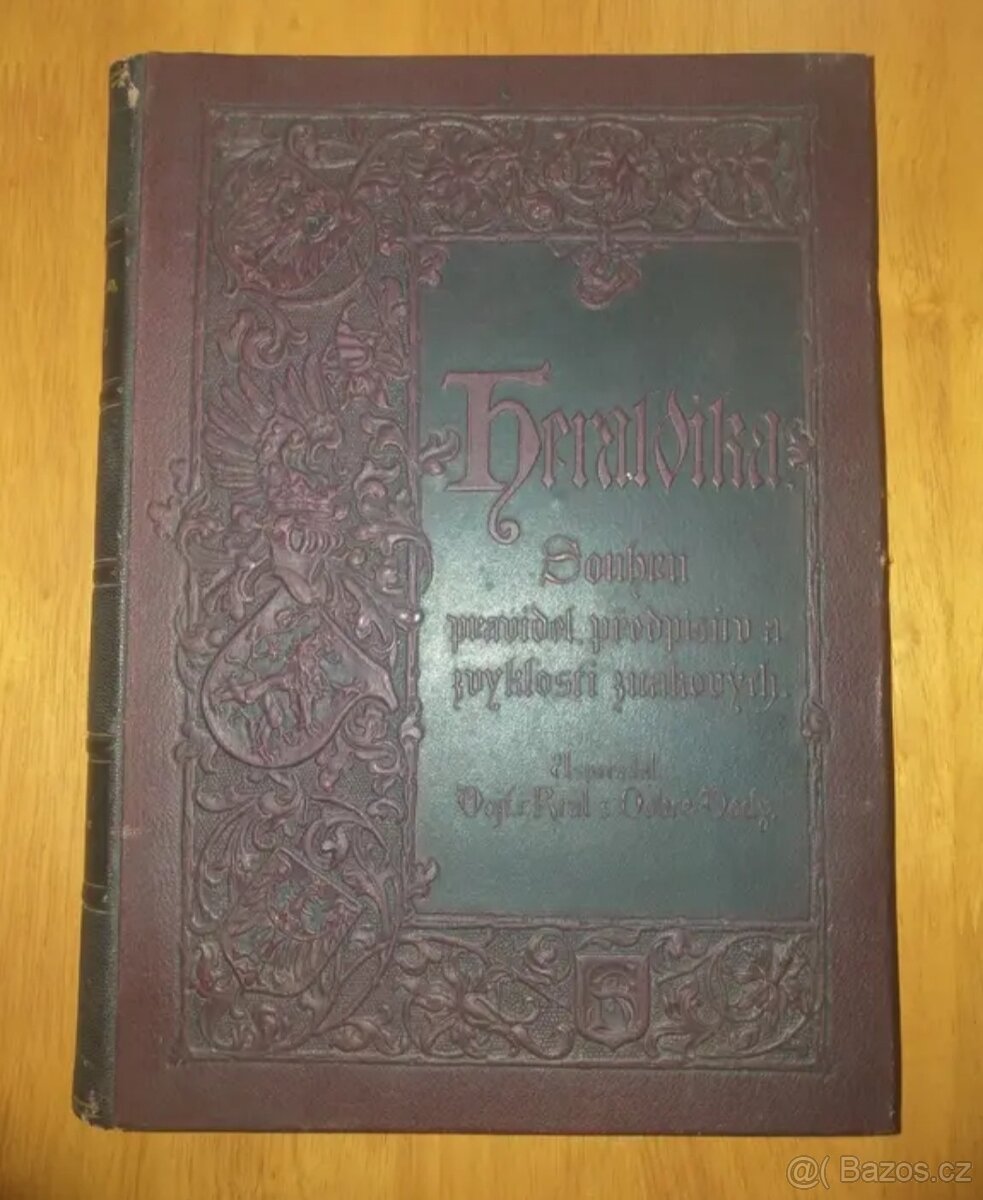 Heraldika.
Souhrn
pravidel, předpisův a
zvyklostí znakových.
Uspořádal
Vojt. r. Král z Dobré Vody.
@( Bazos.cz